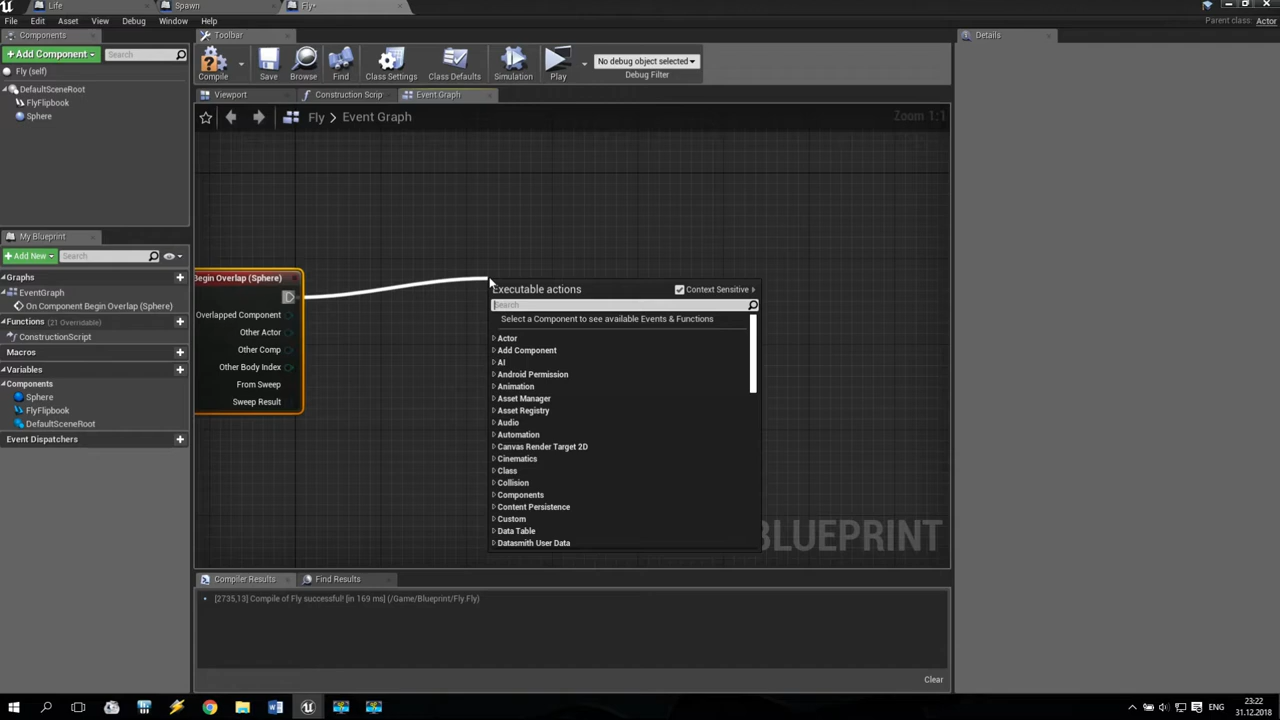 Life
Spawn
Fly*
File
Edit
Asset
View
Debug
Window
Help
Parent class: Actor
Components
Toolbar
Details
Add Component
Search
Fly (self)
DefaultSceneRoot
FlyFlipbook
Sphere
Compile
Save
Browse
Find
Class Settings
Class Defaults
Simulation
Play
No debug object selected
Debug Filter
Viewport
Construction Scrip
Event Graph
Fly > Event Graph
Zoom 1:1
My Blueprint
Add New
Search
Graphs
EventGraph
On Component Begin Overlap (Sphere)
Functions (21 Overridable)
ConstructionScript
Macros
Variables
Components
Sphere
FlyFlipbook
DefaultSceneRoot
Event Dispatchers
Begin Overlap (Sphere)
Overlapped Component
Other Actor
Other Comp
Other Body Index
From Sweep
Sweep Result
Executable actions
Context Sensitive
Search
Select a Component to see available Events & Functions
Actor
Add Component
AI
Android Permission
Animation
Asset Manager
Asset Registry
Audio
Automation
Canvas Render Target 2D
Cinematics
Class
Collision
Components
Content Persistence
Custom
Data Table
Datasmith User Data
BLUEPRINT
Compiler Results
Find Results
[2735,13] Compile of Fly successful! [in 169 ms] (/Game/Blueprint/Fly.Fly)
Clear
ENG
23:22
31.12.2018